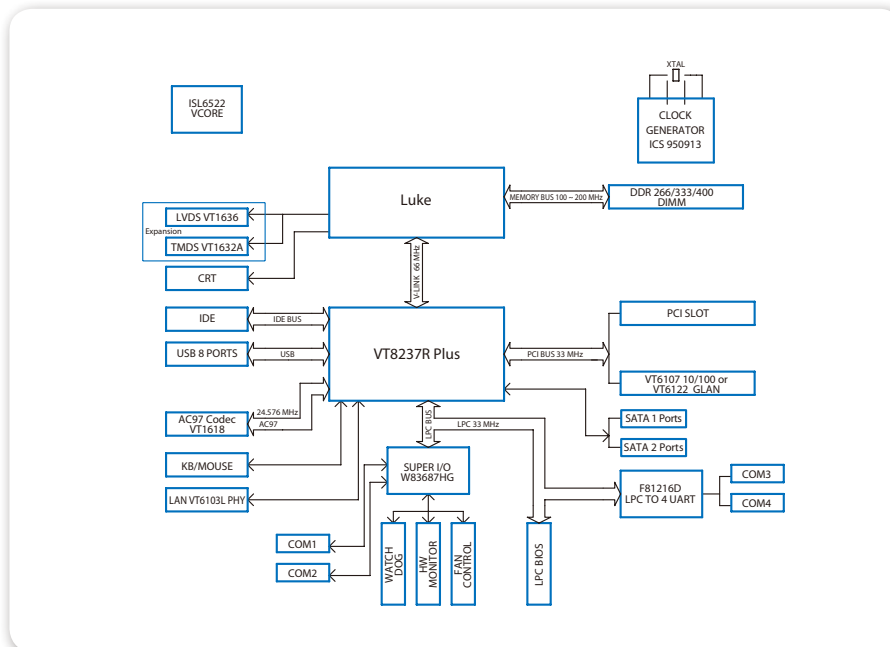 XTAL
ISL6522
VCORE
CLOCK
GENERATOR
ICS 950913
Luke
MEMORY BUS 100 ~ 200 MHz
DDR 266/333/400
DIMM
LVDS VT1636
Expansion
TMDS VT1632A
CRT
V-LINK 66 MHz
IDE
IDE BUS
USB 8 PORTS
USB
VT8237R Plus
PCI BUS 33 MHz
PCI SLOT
VT6107 10/100 or
VT6122 GLAN
24.576 MHz
AC97 Codec
VT1618
AC97
LPC BUS
LPC 33 MHz
SATA 1 Ports
SATA 2 Ports
KB/MOUSE
SUPER I/O
W83687HG
LAN VT6103L PHY
F81216D
LPC TO 4 UART
COM3
COM4
COM1
COM2
WATCH
DOG
HW
MONITOR
FAN
CONTROL
LPC BIOS